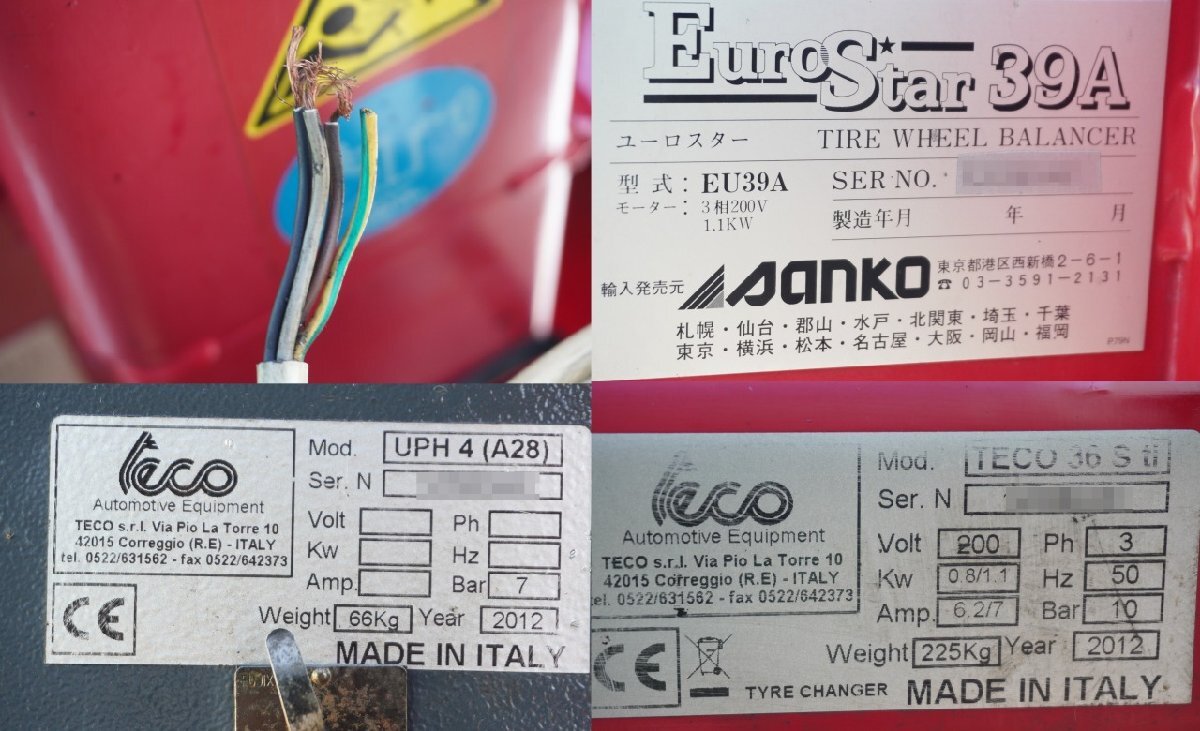 EuroStar 39A
ユーロスター TIRE WHEEL BALANCER
型式: EU39A SER NO.
モーター: 3相200V
1.1KW
製造年月 年 月
輸入発売元 SANKO 東京都港区西新橋2-6-1
☎ 03-3591-2131
札幌・仙台・郡山・水戸・北関東・埼玉・千葉
東京・横浜・松本・名古屋・大阪・岡山・福岡
P79N
teco
Automotive Equipment
TECO s.r.l. Via Pio La Torre 10
42015 Correggio (R.E) - ITALY
tel. 0522/631562 - fax 0522/642373
CE
Mod. UPH 4 (A28)
Ser. N
Volt Ph
Kw Hz
Amp. Bar 7
Weight 66Kg Year 2012
MADE IN ITALY
teco
Automotive Equipment
TECO s.r.l. Via Pio La Torre 10
42015 Correggio (R.E) - ITALY
tel. 0522/631562 - fax 0522/642373
CE
Mod. TECO 36 S ti
Ser. N
Volt 200 Ph 3
Kw 0.8/1.1 Hz 50
Amp. 6.2/7 Bar 10
Weight 225Kg Year 2012
TYRE CHANGER MADE IN ITALY